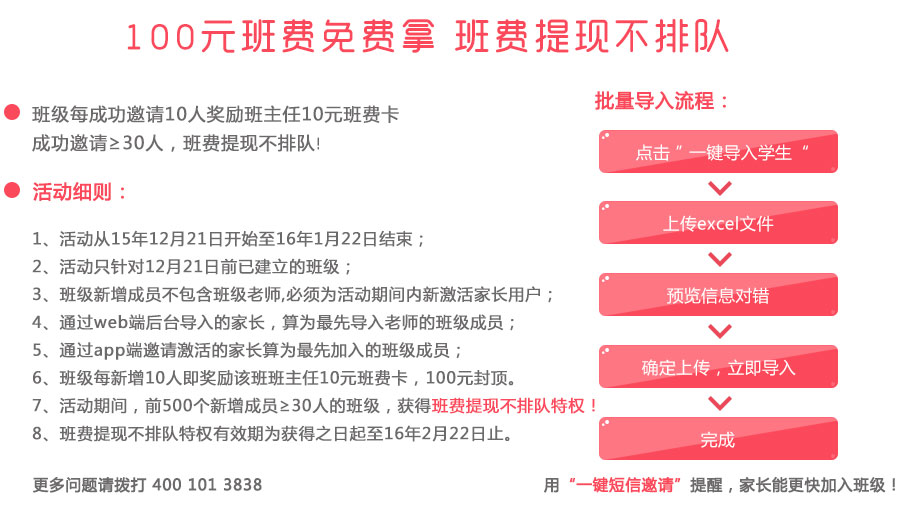 100元班费免费拿 班费提现不排队
班级每成功邀请10人奖励班主任10元班费卡
成功邀请≥30人，班费提现不排队!
活动细则：
1、活动从15年12月21日开始至16年1月22日结束；
2、活动只针对12月21日前已建立的班级；
3、班级新增成员不包含班级老师,必须为活动期间内新激活家长用户；
4、通过web端后台导入的家长，算为最先导入老师的班级成员；
5、通过app端邀请激活的家长算为最先加入的班级成员；
6、班级每新增10人即奖励该班班主任10元班费卡，100元封顶。
7、活动期间，前500个新增成员≥30人的班级，获得班费提现不排队特权！
8、班费提现不排队特权有效期为获得之日起至16年2月22日止。
更多问题请拨打 400 101 3838
批量导入流程：
点击 ”一键导入学生“
上传excel文件
预览信息对错
确定上传，立即导入
完成
用“一键短信邀请”提醒，家长能更快加入班级！